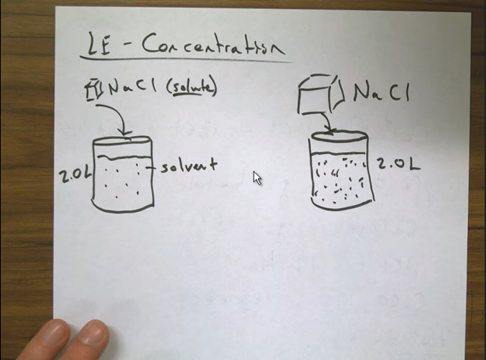 LE - Concentration
NaCl (solute)
NaCl
2.0L
solvent
2.0L